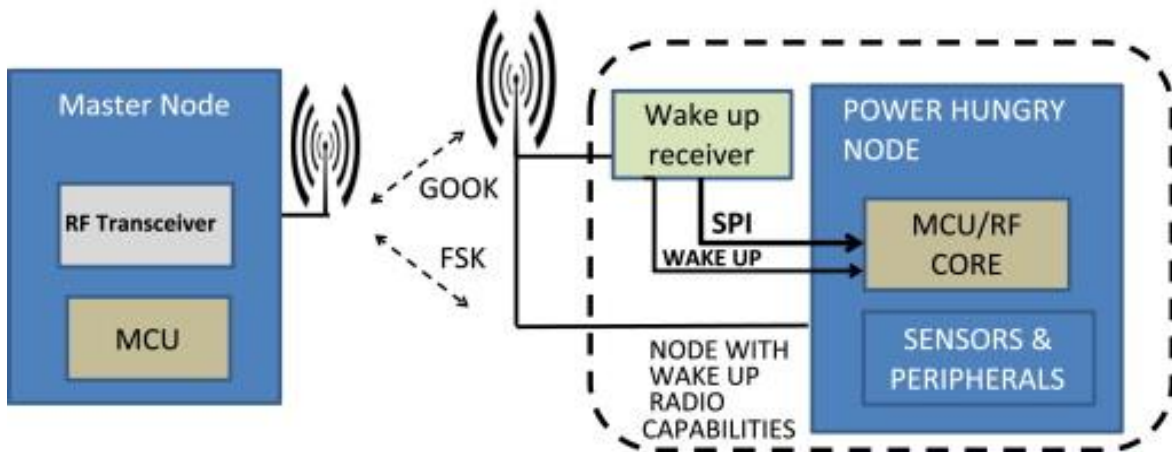 Master Node
RF Transceiver
MCU
GOOK
FSK
Wake up
receiver
SPI
WAKE UP
NODE WITH
WAKE UP
RADIO
CAPABILITIES
POWER HUNGRY
NODE
MCU/RF
CORE
SENSORS &
PERIPHERALS